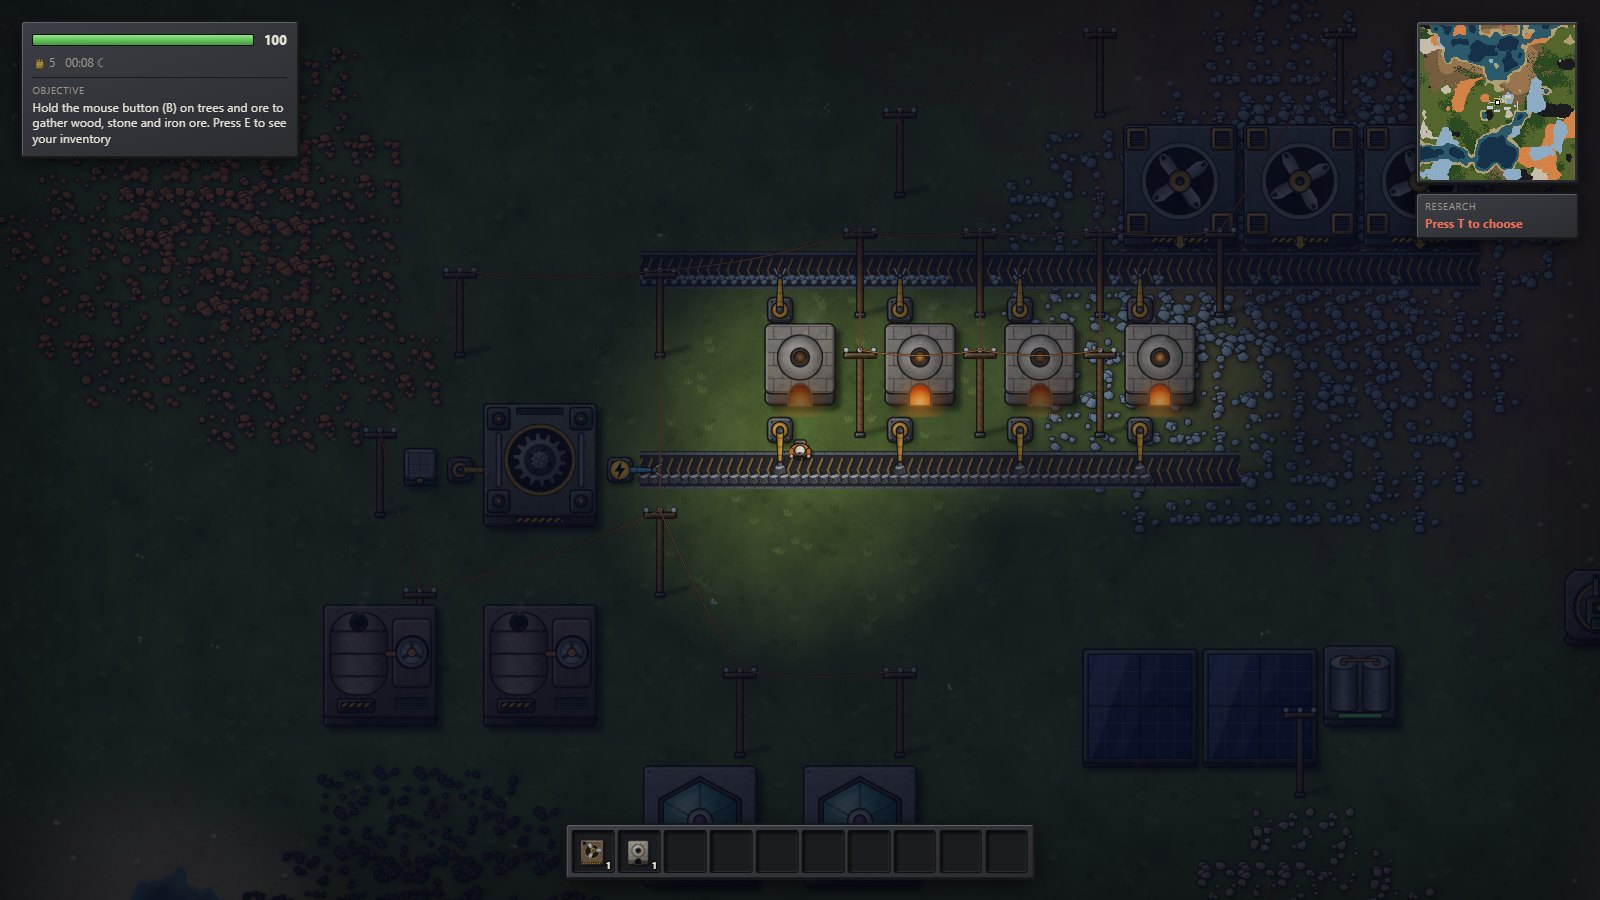 100
5 00:08
OBJECTIVE
Hold the mouse button (B) on trees and ore to
gather wood, stone and iron ore. Press E to see
your inventory
RESEARCH
Press T to choose
1
1